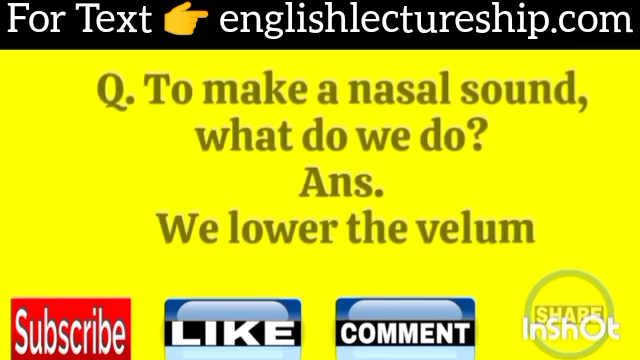 For Text 👉 englishlectureship.com
Q. To make a nasal sound,
what do we do?
Ans.
We lower the velum
Subscribe
LIKE
COMMENT
SHARE
InShOt